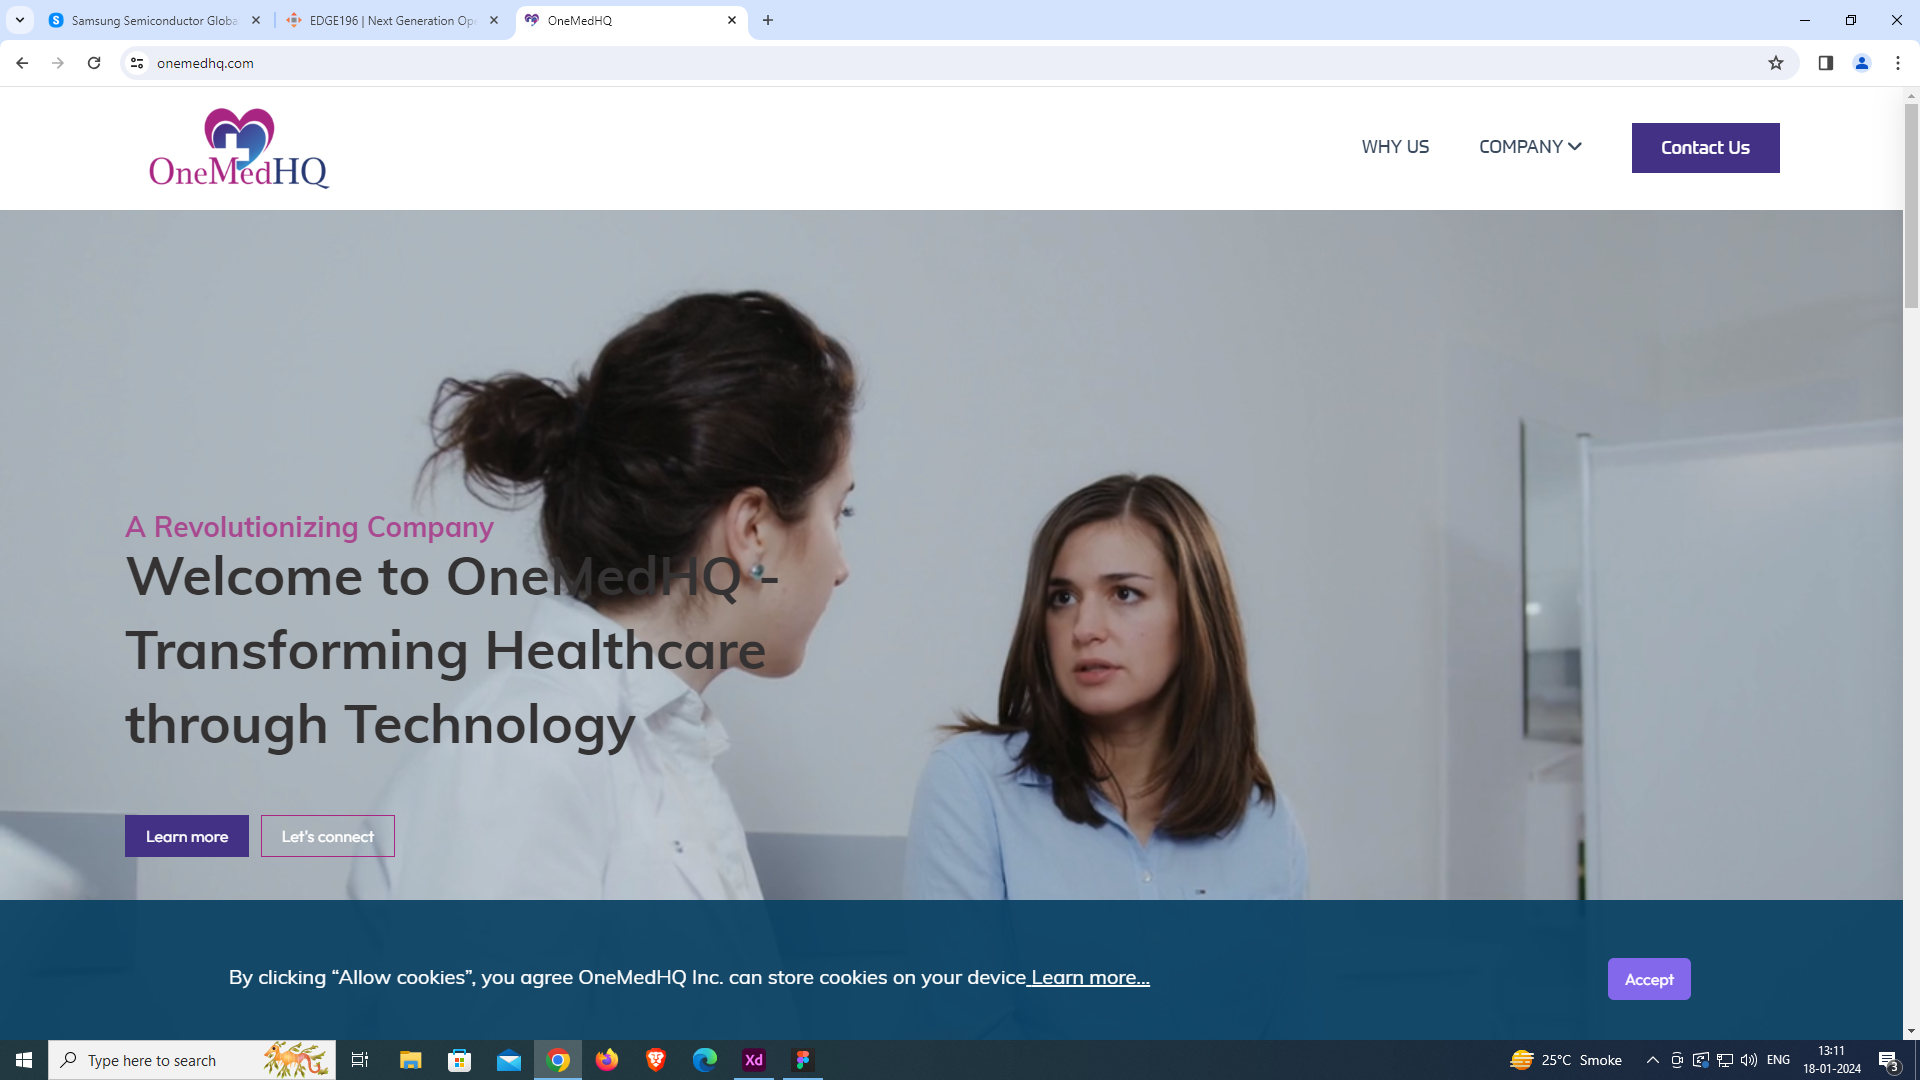 Samsung Semiconductor Globa
EDGE196 | Next Generation Ope
OneMedHQ
onemedhq.com
OneMedHQ
WHY US
COMPANY
Contact Us
A Revolutionizing Company
Welcome to OneMedHQ -
Transforming Healthcare
through Technology
Learn more
Let's connect
By clicking “Allow cookies”, you agree OneMedHQ Inc. can store cookies on your device Learn more...
Accept
Type here to search
Xd
25°C Smoke
ENG
13:11
18-01-2024
3